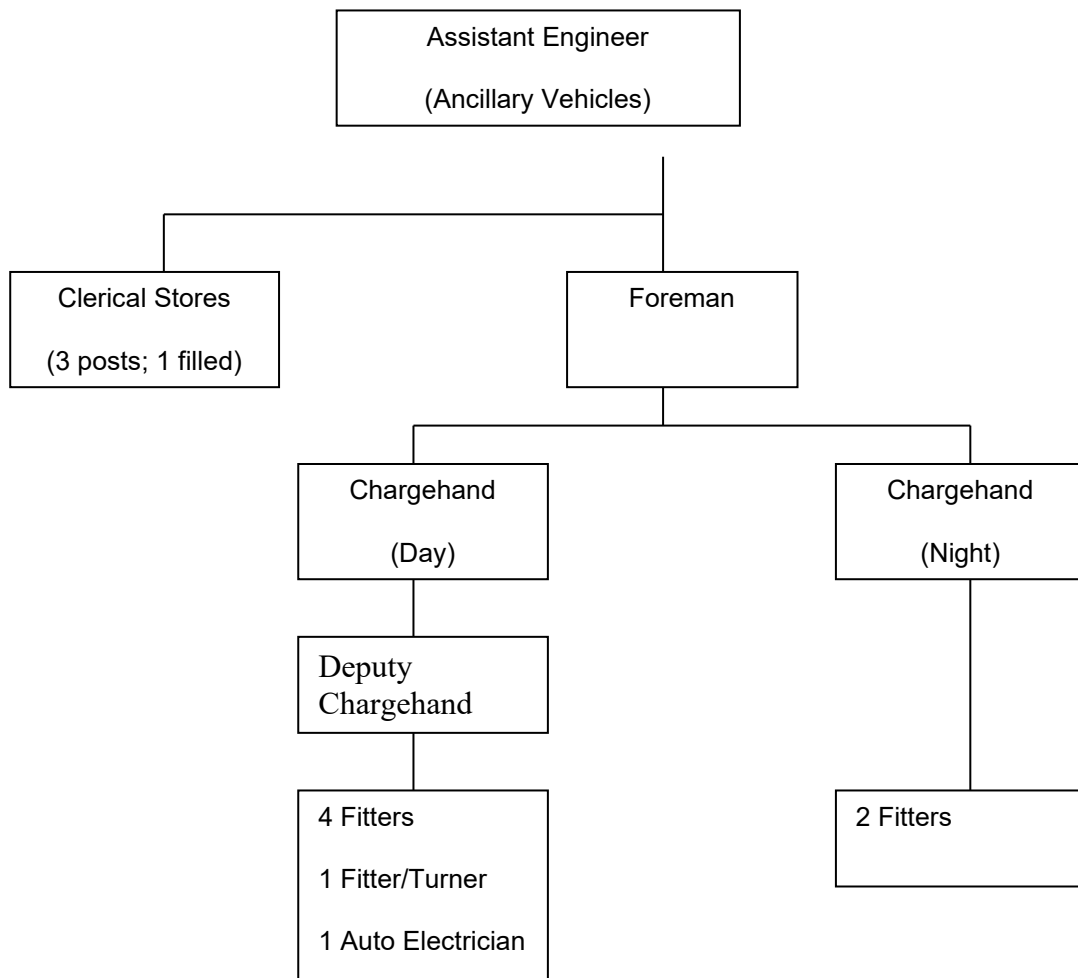 Assistant Engineer
(Ancillary Vehicles)
Clerical Stores
(3 posts; 1 filled)
Foreman
Chargehand
(Day)
Chargehand
(Night)
Deputy
Chargehand
4 Fitters
1 Fitter/Turner
1 Auto Electrician
2 Fitters